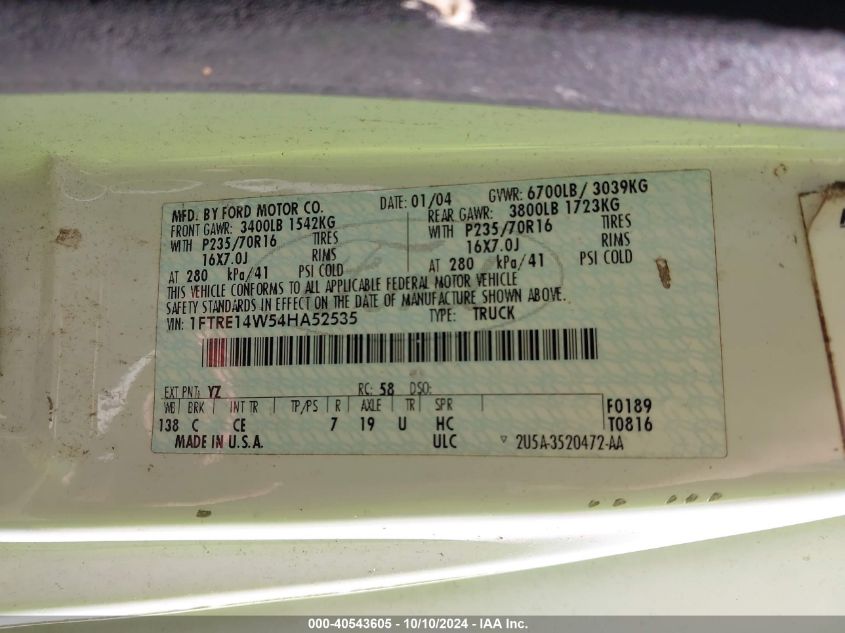 MFD. BY FORD MOTOR CO. DATE: 01/04 GVWR: 6700LB/ 3039KG
FRONT GAWR: 3400LB 1542KG REAR GAWR: 3800LB 1723KG
WITH P235/70R16 TIRES WITH P235/70R16 TIRES
16X7.0J RIMS 16X7.0J RIMS
AT 280 kPa/41 PSI COLD AT 280 kPa/41 PSI COLD
THIS VEHICLE CONFORMS TO ALL APPLICABLE FEDERAL MOTOR VEHICLE
SAFETY STANDARDS IN EFFECT ON THE DATE OF MANUFACTURE SHOWN ABOVE.
VIN: 1FTRE14W54HA52535 TYPE: TRUCK
EXT PNT: YZ RC: 58 DSO:
WB BRK INT TR TP/PS R AXLE TR SPR F0189
138 C CE 7 19 U HC T0816
MADE IN U.S.A. ULC ▽ 2U5A-3520472-AA
000-40543605 - 10/10/2024 - IAA Inc.